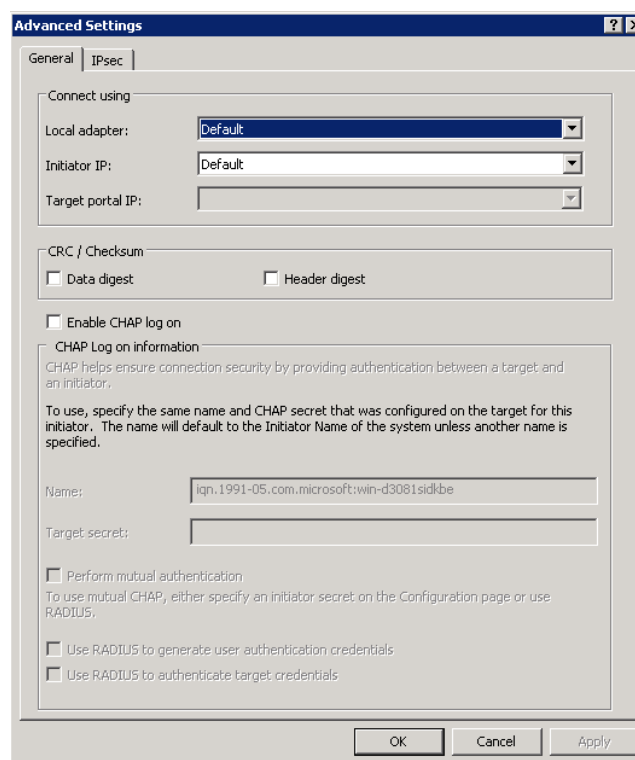 Advanced Settings
General
IPsec
Connect using
Local adapter:
Default
Initiator IP:
Default
Target portal IP:
CRC / Checksum
Data digest
Header digest
Enable CHAP log on
CHAP Log on information
CHAP helps ensure connection security by providing authentication between a target and
an initiator.
To use, specify the same name and CHAP secret that was configured on the target for this
initiator.  The name will default to the Initiator Name of the system unless another name is
specified.
Name:
iqn.1991-05.com.microsoft:win-d3081sidkbe
Target secret:
Perform mutual authentication
To use mutual CHAP, either specify an initiator secret on the Configuration page or use
RADIUS.
Use RADIUS to generate user authentication credentials
Use RADIUS to authenticate target credentials
OK
Cancel
Apply